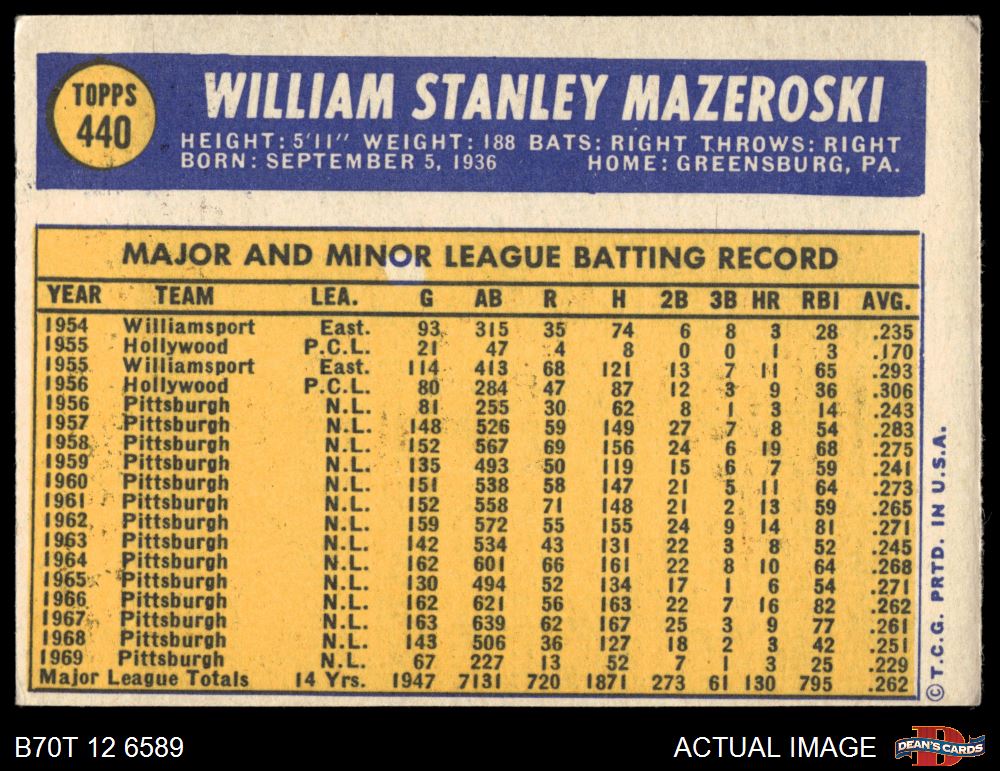 TOPPS
440
WILLIAM STANLEY MAZEROSKI
HEIGHT: 5'11" WEIGHT: 188 BATS: RIGHT THROWS: RIGHT
BORN: SEPTEMBER 5, 1936 HOME: GREENSBURG, PA.
MAJOR AND MINOR LEAGUE BATTING RECORD
YEAR TEAM LEA. G AB R H 2B 3B HR RBI AVG.
1954 Williamsport East. 93 315 35 74 6 8 3 28 .235
1955 Hollywood P.C.L. 21 47 4 8 0 0 1 3 .170
1955 Williamsport East. 114 413 68 121 13 7 11 65 .293
1956 Hollywood P.C.L. 80 284 47 87 12 3 9 36 .306
1956 Pittsburgh N.L. 81 255 30 62 8 1 3 14 .243
1957 Pittsburgh N.L. 148 526 59 149 27 7 8 54 .283
1958 Pittsburgh N.L. 152 567 69 156 24 6 19 68 .275
1959 Pittsburgh N.L. 135 493 50 119 15 6 7 59 .241
1960 Pittsburgh N.L. 151 538 58 147 21 5 11 64 .273
1961 Pittsburgh N.L. 152 558 71 148 21 2 13 59 .265
1962 Pittsburgh N.L. 159 572 55 155 24 9 14 81 .271
1963 Pittsburgh N.L. 142 534 43 131 22 3 8 52 .245
1964 Pittsburgh N.L. 162 601 66 161 22 8 10 64 .268
1965 Pittsburgh N.L. 130 494 52 134 17 1 6 54 .271
1966 Pittsburgh N.L. 162 621 56 163 22 7 16 82 .262
1967 Pittsburgh N.L. 163 639 62 167 25 3 9 77 .261
1968 Pittsburgh N.L. 143 506 36 127 18 2 3 42 .251
1969 Pittsburgh N.L. 67 227 13 52 7 1 3 25 .229
Major League Totals 14 Yrs. 1947 7131 720 1871 273 61 130 795 .262
© T.C.G. PRTD. IN U.S.A.
B70T 12 6589
ACTUAL IMAGE
DEAN'S CARDS